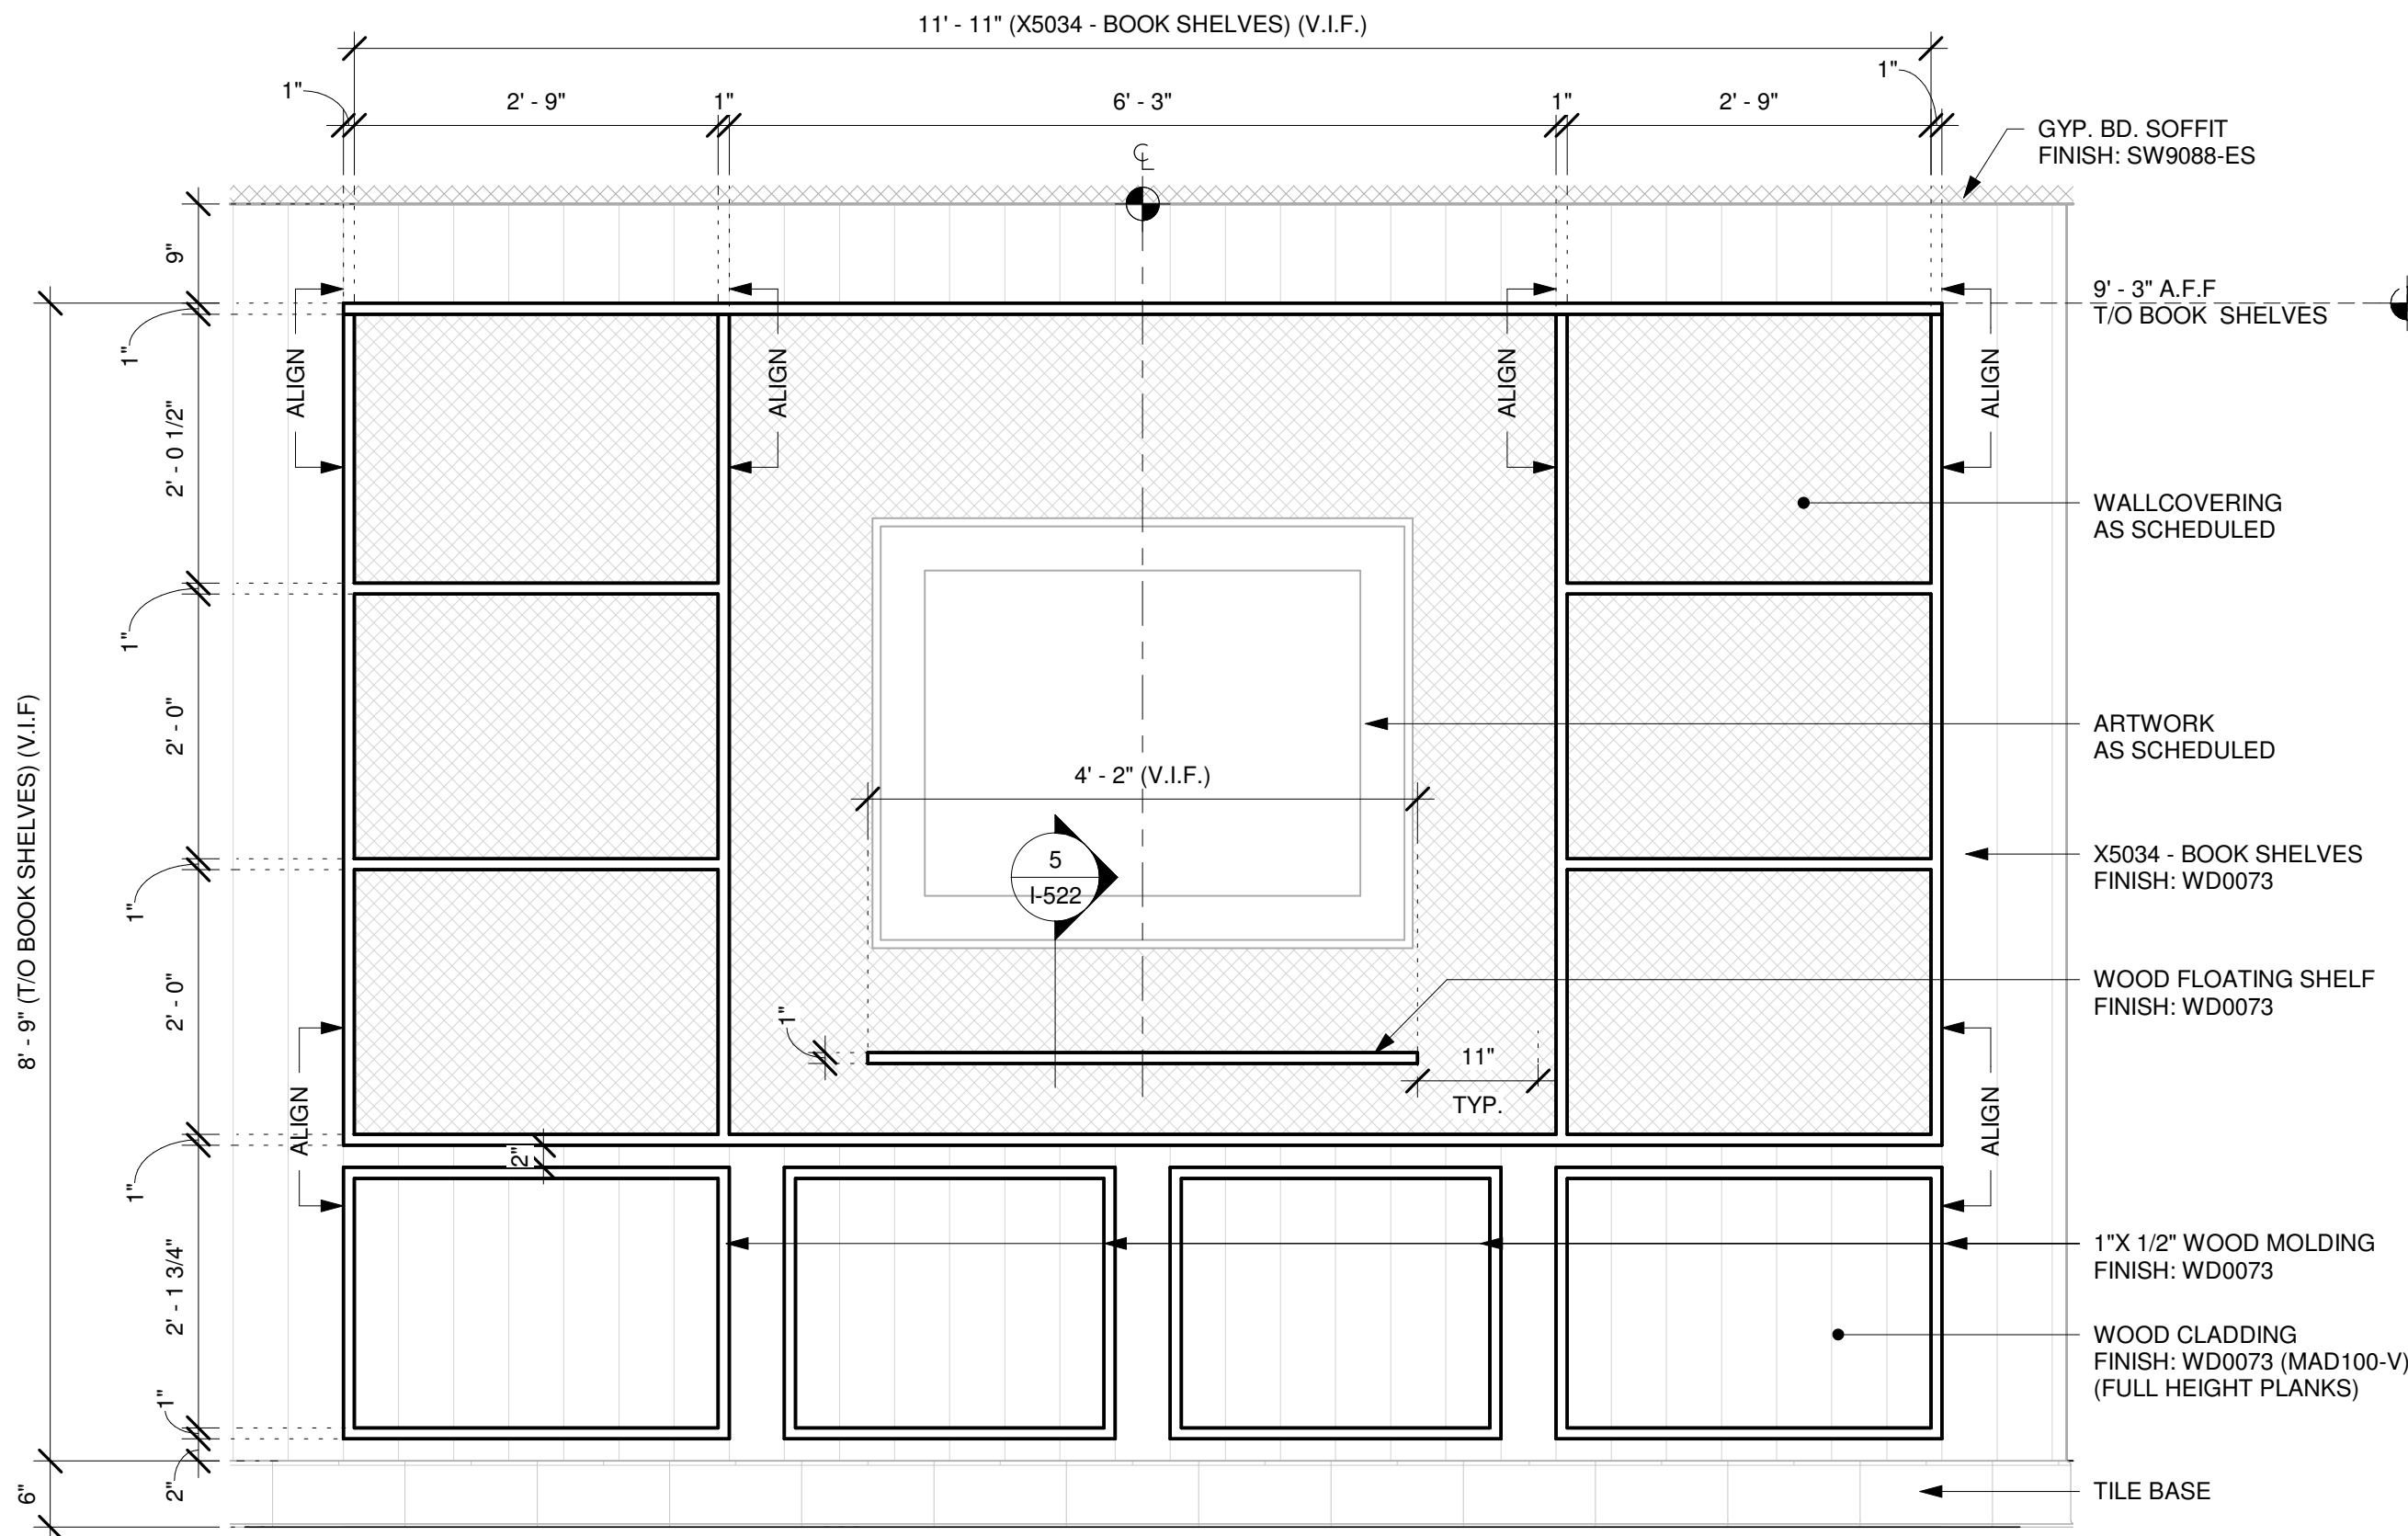 11' - 11" (X5034 - BOOK SHELVES) (V.I.F.)
1"
2' - 9"
1"
6' - 3"
1"
2' - 9"
1"
GYP. BD. SOFFIT
FINISH: SW9088-ES
CL
9"
1"
2' - 0 1/2"
1"
2' - 0"
1"
2' - 0"
1"
2' - 1 3/4"
1"
2"
8' - 9" (T/O BOOK SHELVES) (V.I.F)
6"
ALIGN
ALIGN
ALIGN
ALIGN
9' - 3" A.F.F
T/O BOOK SHELVES
WALLCOVERING
AS SCHEDULED
ARTWORK
AS SCHEDULED
4' - 2" (V.I.F.)
5
I-522
X5034 - BOOK SHELVES
FINISH: WD0073
WOOD FLOATING SHELF
FINISH: WD0073
1"
11"
TYP.
ALIGN
2"
ALIGN
1"X 1/2" WOOD MOLDING
FINISH: WD0073
WOOD CLADDING
FINISH: WD0073 (MAD100-V)
(FULL HEIGHT PLANKS)
TILE BASE